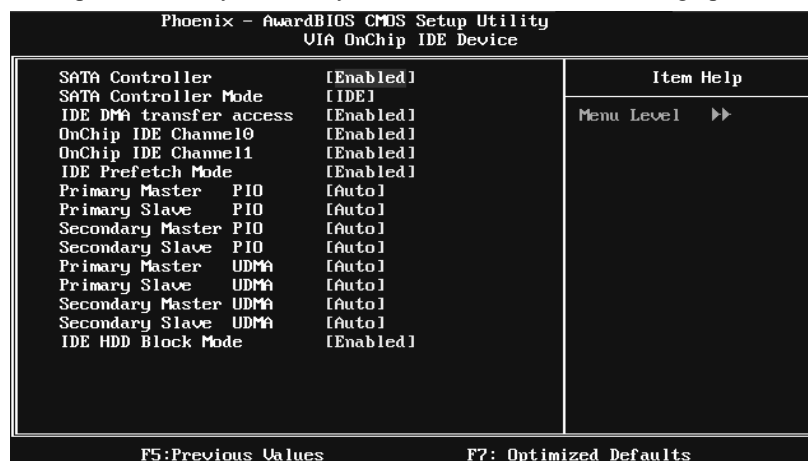 Phoenix - AwardBIOS CMOS Setup Utility
VIA OnChip IDE Device
SATA Controller [Enabled]
SATA Controller Mode [IDE]
IDE DMA transfer access [Enabled]
OnChip IDE Channel0 [Enabled]
OnChip IDE Channel1 [Enabled]
IDE Prefetch Mode [Enabled]
Primary Master PIO [Auto]
Primary Slave PIO [Auto]
Secondary Master PIO [Auto]
Secondary Slave PIO [Auto]
Primary Master UDMA [Auto]
Primary Slave UDMA [Auto]
Secondary Master UDMA [Auto]
Secondary Slave UDMA [Auto]
IDE HDD Block Mode [Enabled]
Item Help
Menu Level ►►
F5:Previous Values F7: Optimized Defaults